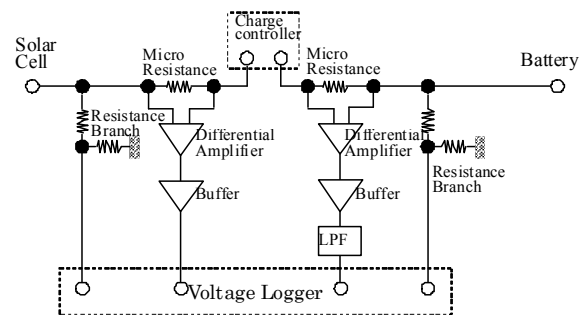 Charge
controller
Solar
Cell
Micro
Resistance
Micro
Resistance
Battery
Resistance
Branch
Differential
Amplifier
Differential
Amplifier
Resistance
Branch
Buffer
Buffer
LPF
Voltage Logger